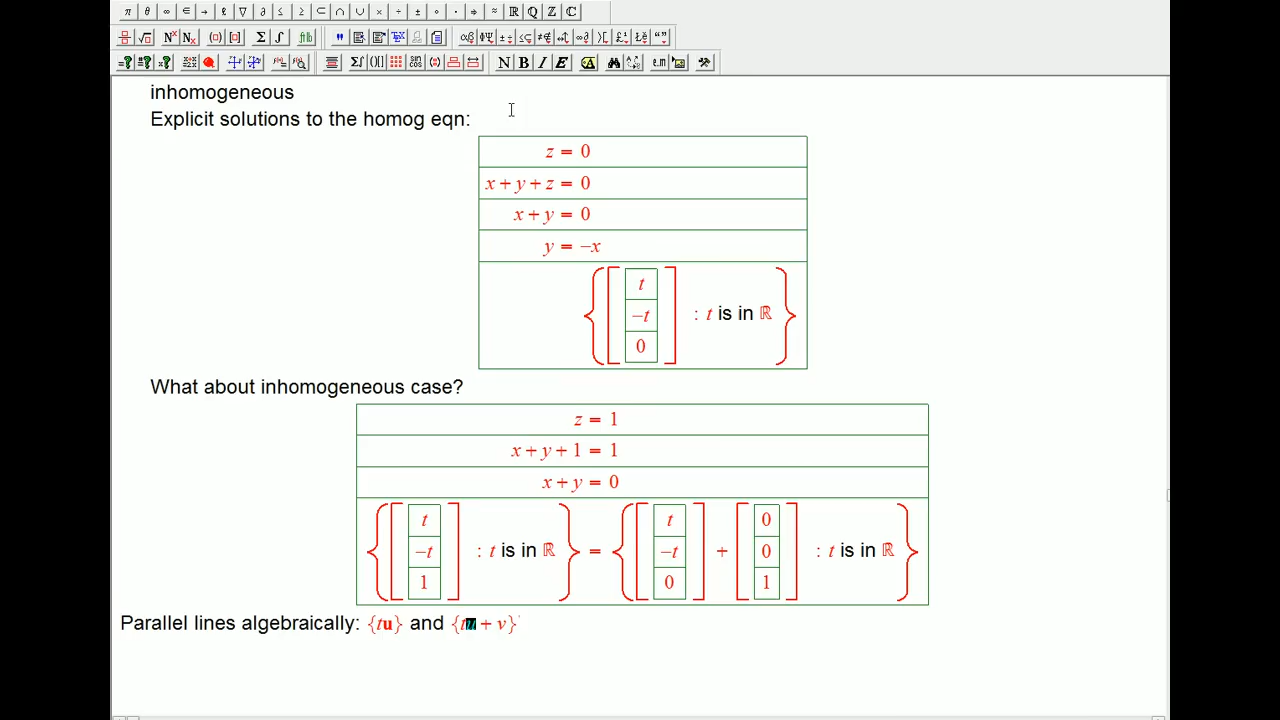 π θ ∞ ∈ → ℓ ∇ ∂ ≤ ≥ ⊂ ∩ ∪ × ÷ ± ∘ · ⇒ ≈ ℝ ℚ ℤ ℂ
inhomogeneous
Explicit solutions to the homog eqn:
z = 0
x + y + z = 0
x + y = 0
y = −x
{ [ t
−t : t is in ℝ }
0 ]
What about inhomogeneous case?
z = 1
x + y + 1 = 1
x + y = 0
{ [ t −t 1 ] : t is in ℝ } = { [ t −t 0 ] + [ 0 0 1 ] : t is in ℝ }
Parallel lines algebraically: {tu} and {tu + v}